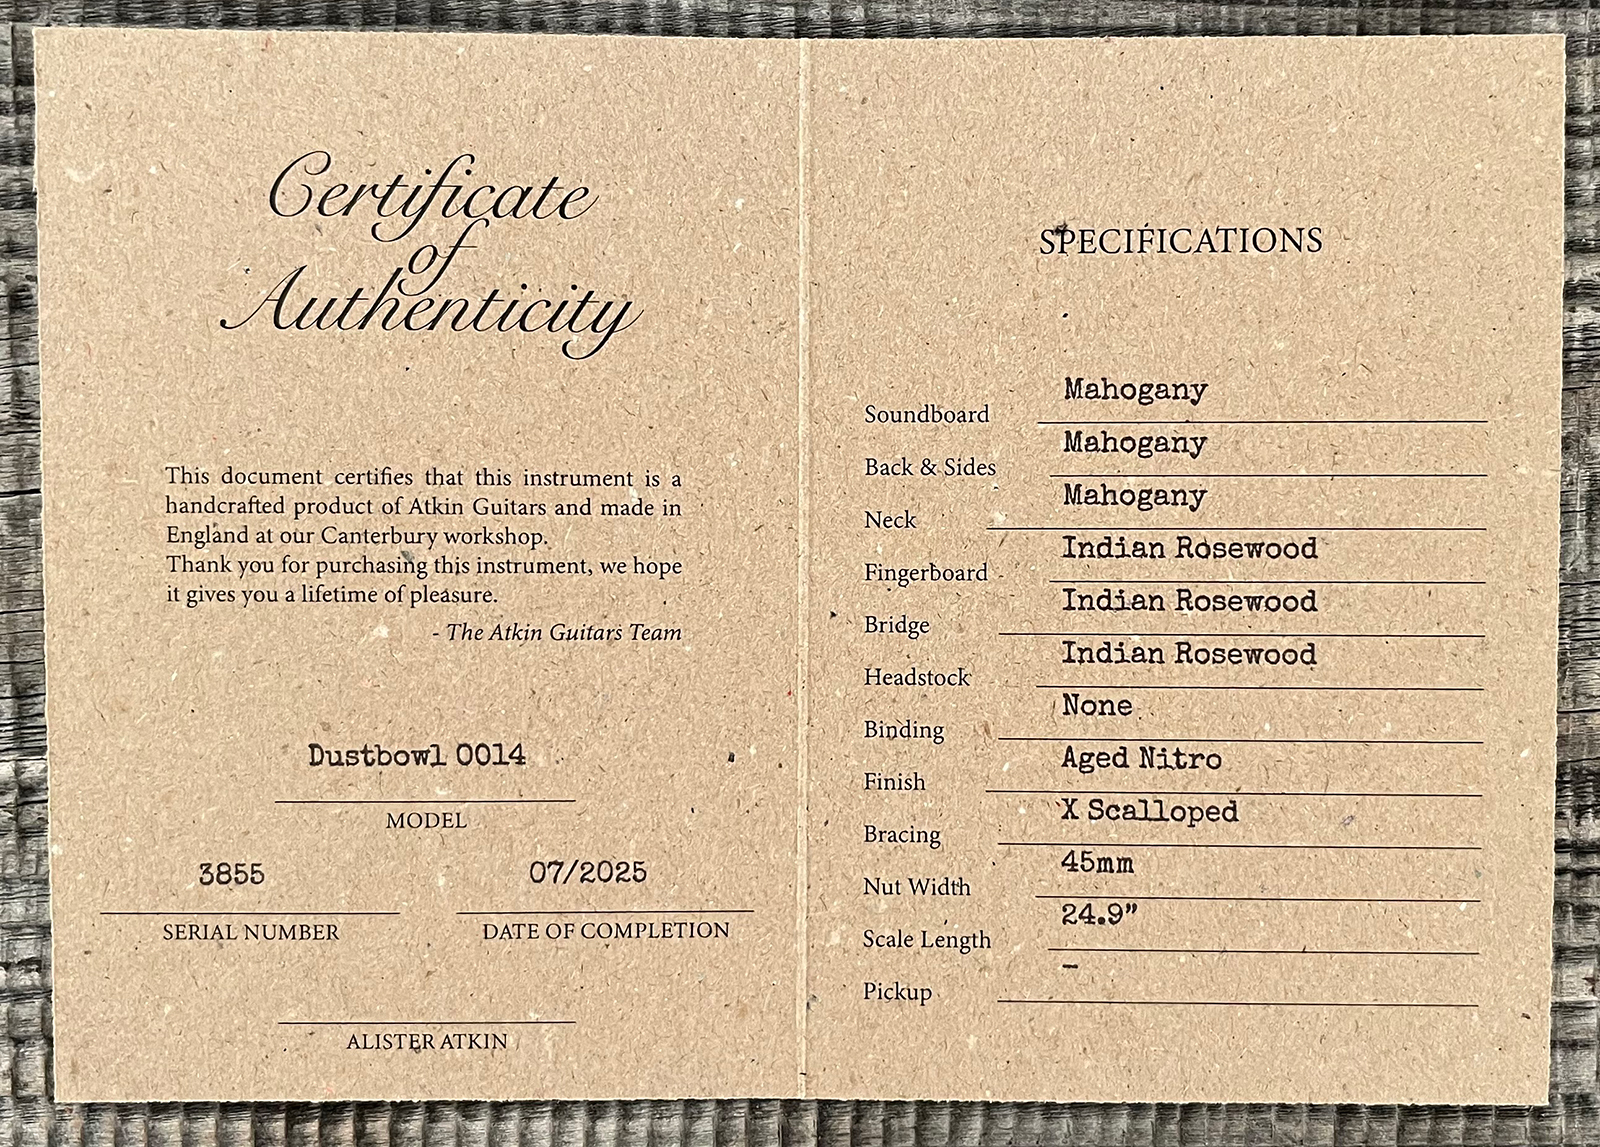 Certificate
of
Authenticity
This document certifies that this instrument is a
handcrafted product of Atkin Guitars and made in
England at our Canterbury workshop.
Thank you for purchasing this instrument, we hope
it gives you a lifetime of pleasure.
- The Atkin Guitars Team
Dustbowl 0014
MODEL
3855
SERIAL NUMBER
07/2025
DATE OF COMPLETION
ALISTER ATKIN
SPECIFICATIONS
Soundboard Mahogany
Back & Sides Mahogany
Neck Mahogany
Fingerboard Indian Rosewood
Bridge Indian Rosewood
Headstock Indian Rosewood
Binding None
Finish Aged Nitro
Bracing X Scalloped
Nut Width 45mm
Scale Length 24.9”
Pickup –